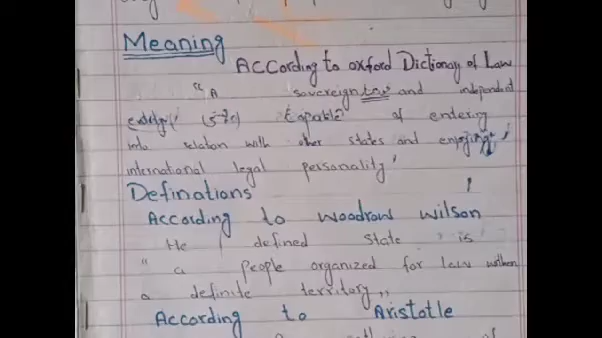 Meaning
According to oxford Dictionary of Law
"A sovereign and independent
Capable of entering
into relation with other states and enjoying
international legal personality'
Definations
According to Woodrow Wilson
He defined state is
" a people organized for law within
a definite territory,,
According to Aristotle
a of